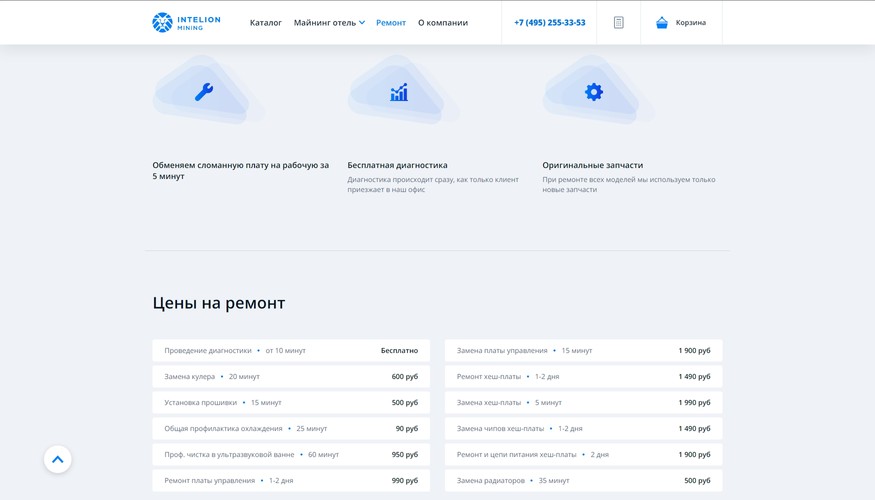 INTELION
MINING
Каталог
Майнинг отель
Ремонт
О компании
+7 (495) 255-33-53
Корзина
Обменяем сломанную плату на рабочую за
5 минут
Бесплатная диагностика
Диагностика происходит сразу, как только клиент
приезжает в наш офис
Оригинальные запчасти
При ремонте всех моделей мы используем только
новые запчасти
Цены на ремонт
Проведение диагностики • от 10 минут Бесплатно
Замена кулера • 20 минут 600 руб
Установка прошивки • 15 минут 500 руб
Общая профилактика охлаждения • 25 минут 90 руб
Проф. чистка в ультразвуковой ванне • 60 минут 950 руб
Ремонт платы управления • 1-2 дня 990 руб
Замена платы управления • 15 минут 1 900 руб
Ремонт хеш-платы • 1-2 дня 1 490 руб
Замена хеш-платы • 5 минут 1 990 руб
Замена чипов хеш-платы • 1-2 дня 1 490 руб
Ремонт и цепи питания хеш-платы • 2 дня 1 900 руб
Замена радиаторов • 35 минут 500 руб